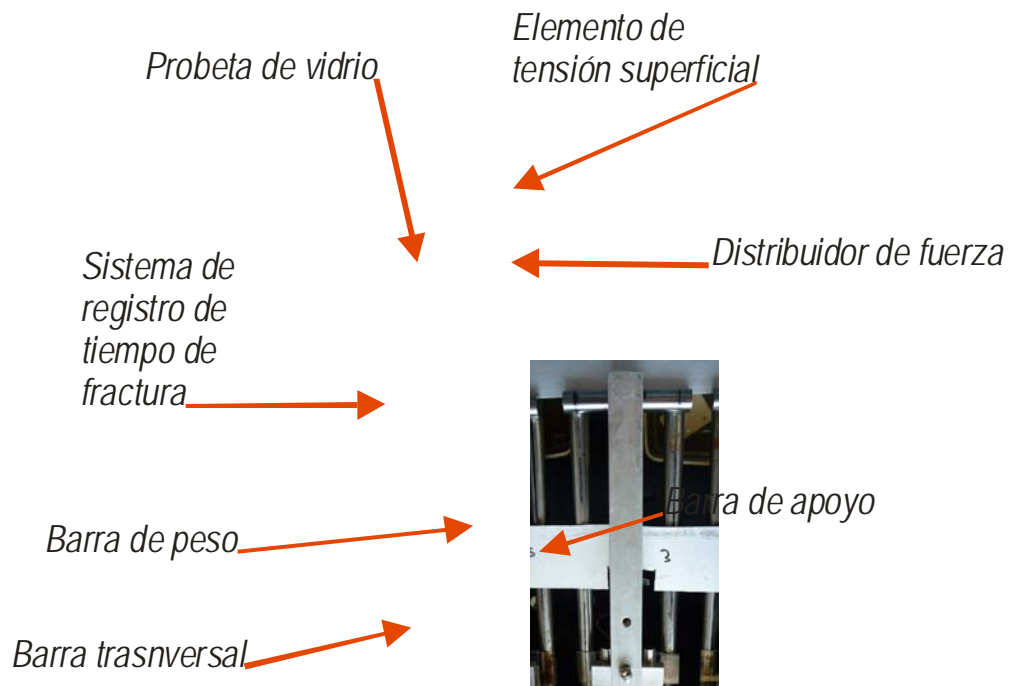 Elemento de
tensión superficial
Probeta de vidrio
Distribuidor de fuerza
Sistema de
registro de
tiempo de
fractura
Barra de apoyo
3
Barra de peso
Barra trasnversal